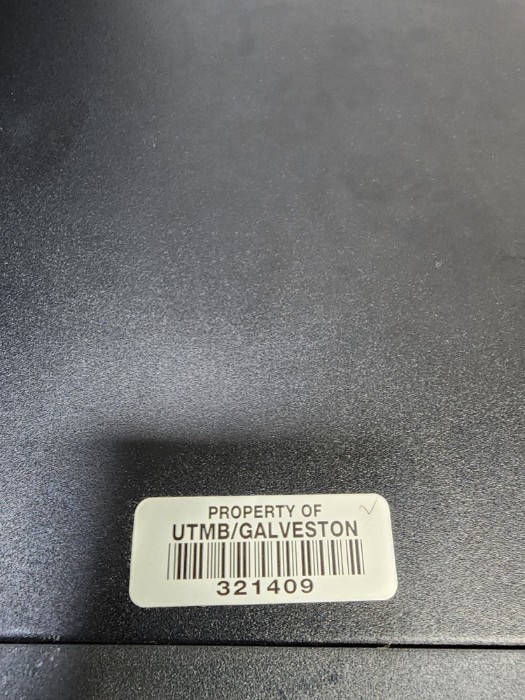 PROPERTY OF
UTMB/GALVESTON
321409